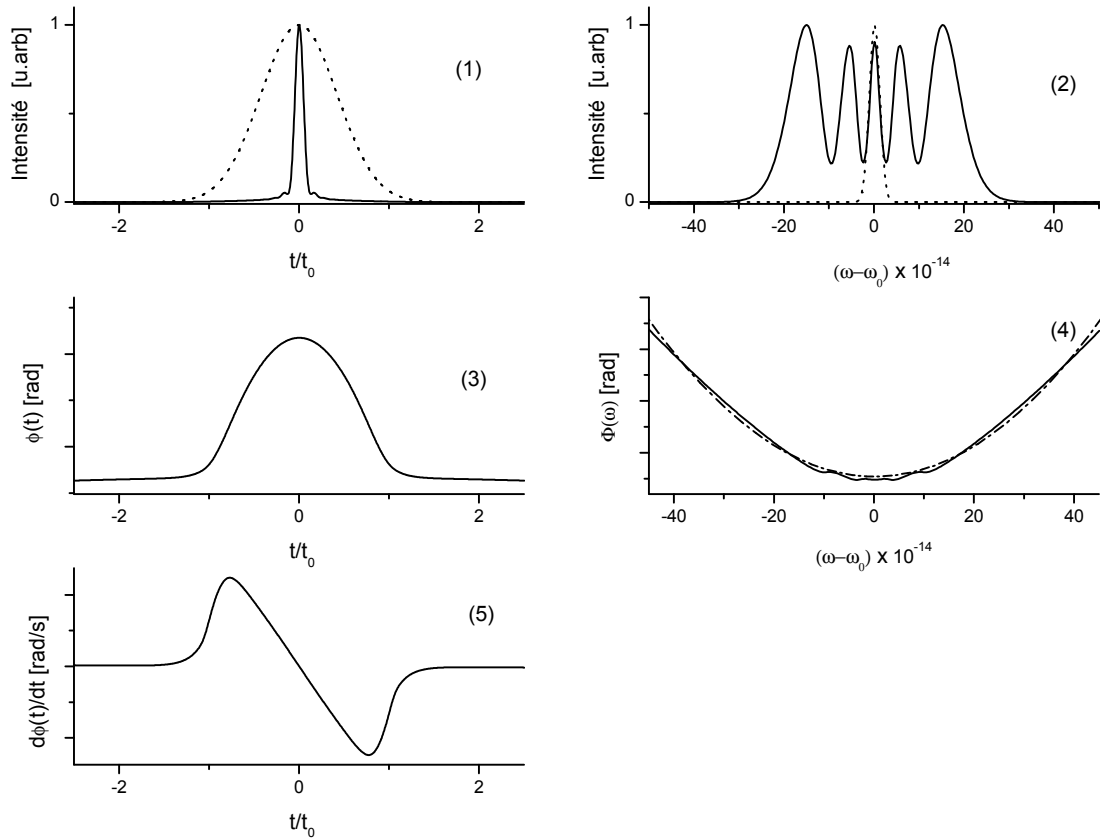 Intensité [u.arb]
1
0
(1)
-2 0 2
t/t0
Intensité [u.arb]
1
0
(2)
-40 -20 0 20 40
(ω−ω0) x 10-14
ϕ(t) [rad]
(3)
-2 0 2
t/t0
Φ(ω) [rad]
(4)
-40 -20 0 20 40
(ω−ω0) x 10-14
dϕ(t)/dt [rad/s]
(5)
-2 0 2
t/t0